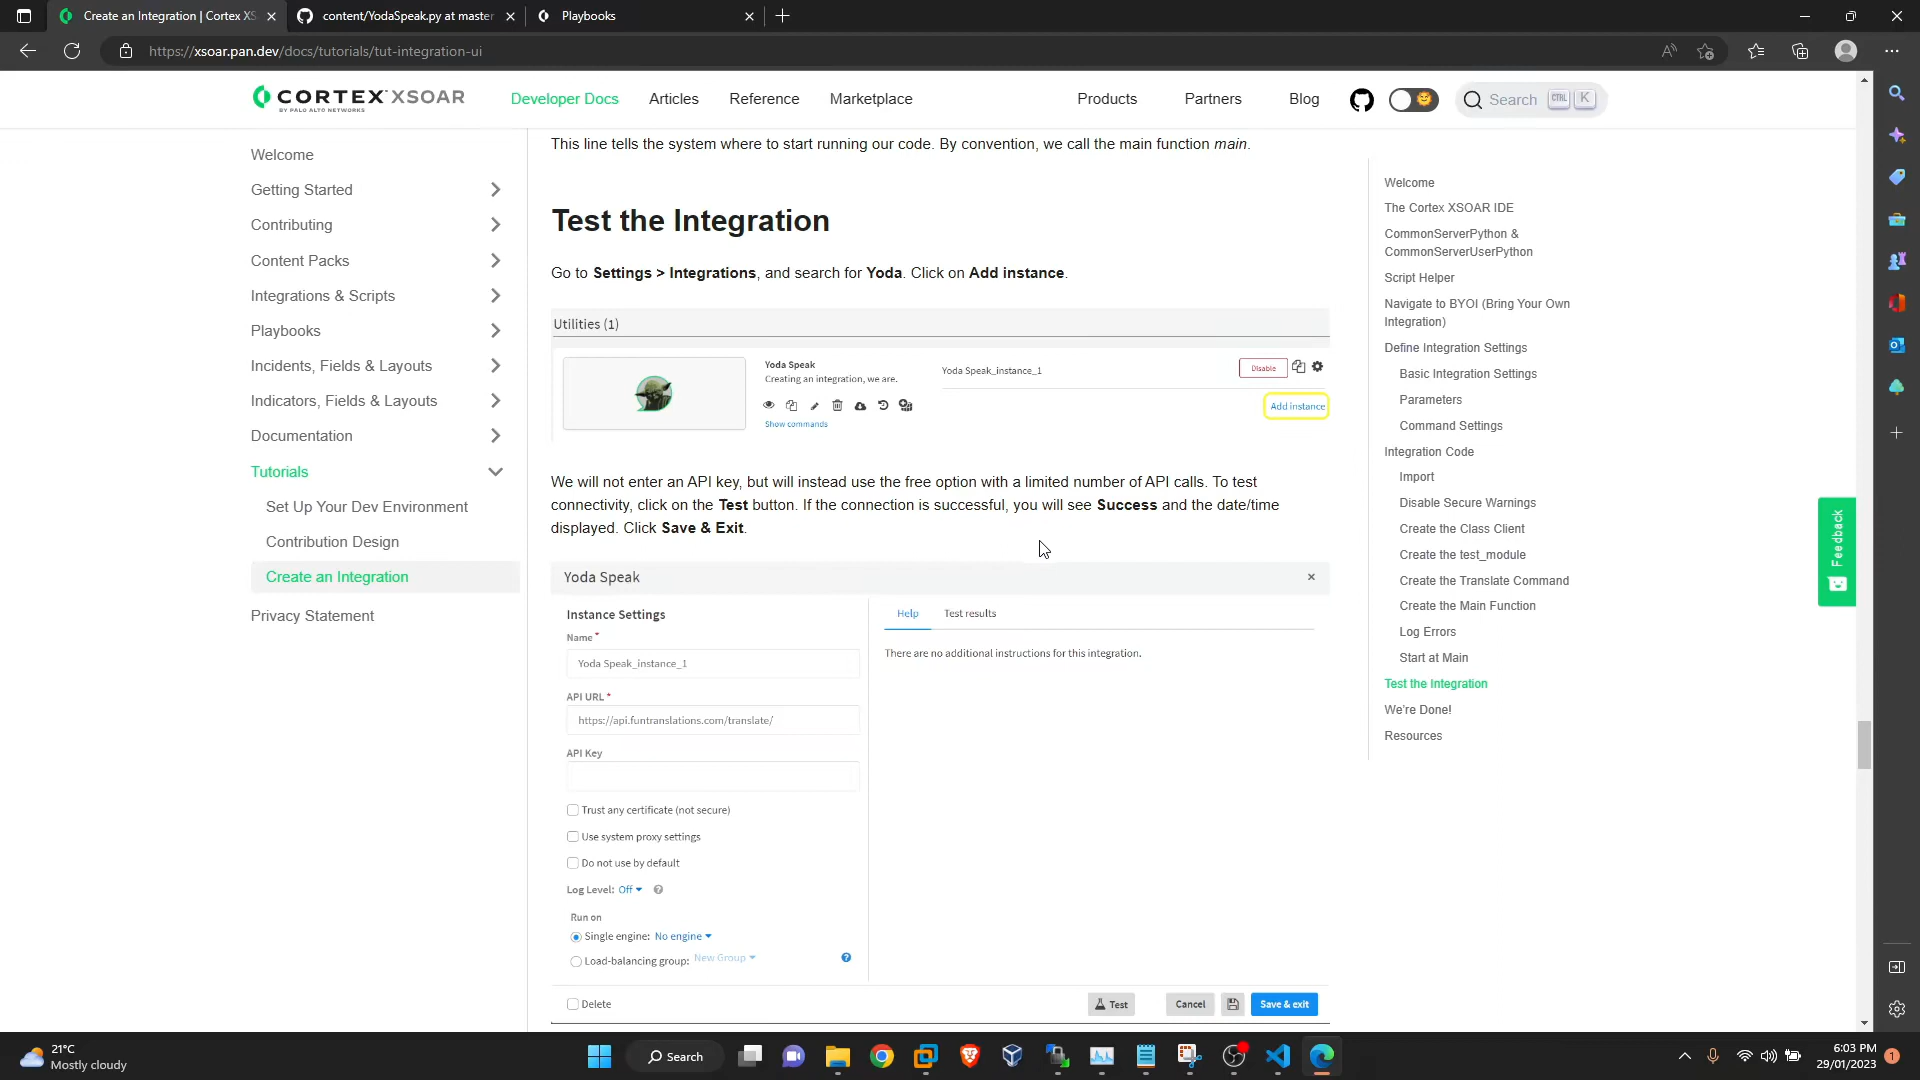 Create an Integration | Cortex XS
content/YodaSpeak.py at master
Playbooks
https://xsoar.pan.dev/docs/tutorials/tut-integration-ui
CORTEX XSOAR
BY PALO ALTO NETWORKS
Developer Docs
Articles
Reference
Marketplace
Products
Partners
Blog
Search
CTRL
K
Welcome
Getting Started
Contributing
Content Packs
Integrations & Scripts
Playbooks
Incidents, Fields & Layouts
Indicators, Fields & Layouts
Documentation
Tutorials
Set Up Your Dev Environment
Contribution Design
Create an Integration
Privacy Statement
This line tells the system where to start running our code. By convention, we call the main function main.
Test the Integration
Go to Settings > Integrations, and search for Yoda. Click on Add instance.
Utilities (1)
Yoda Speak
Creating an integration, we are.
Show commands
Yoda Speak_instance_1
Disable
Add instance
We will not enter an API key, but will instead use the free option with a limited number of API calls. To test
connectivity, click on the Test button. If the connection is successful, you will see Success and the date/time
displayed. Click Save & Exit.
Yoda Speak
Instance Settings
Name *
Yoda Speak_instance_1
API URL *
https://api.funtranslations.com/translate/
API Key
Trust any certificate (not secure)
Use system proxy settings
Do not use by default
Log Level: Off
Run on
Single engine: No engine
Load-balancing group: New Group
Delete
Help
Test results
There are no additional instructions for this integration.
Test
Cancel
Save & exit
Welcome
The Cortex XSOAR IDE
CommonServerPython &
CommonServerUserPython
Script Helper
Navigate to BYOI (Bring Your Own
Integration)
Define Integration Settings
Basic Integration Settings
Parameters
Command Settings
Integration Code
Import
Disable Secure Warnings
Create the Class Client
Create the test_module
Create the Translate Command
Create the Main Function
Log Errors
Start at Main
Test the Integration
We're Done!
Resources
Feedback
21°C
Mostly cloudy
Search
6:03 PM
29/01/2023
1